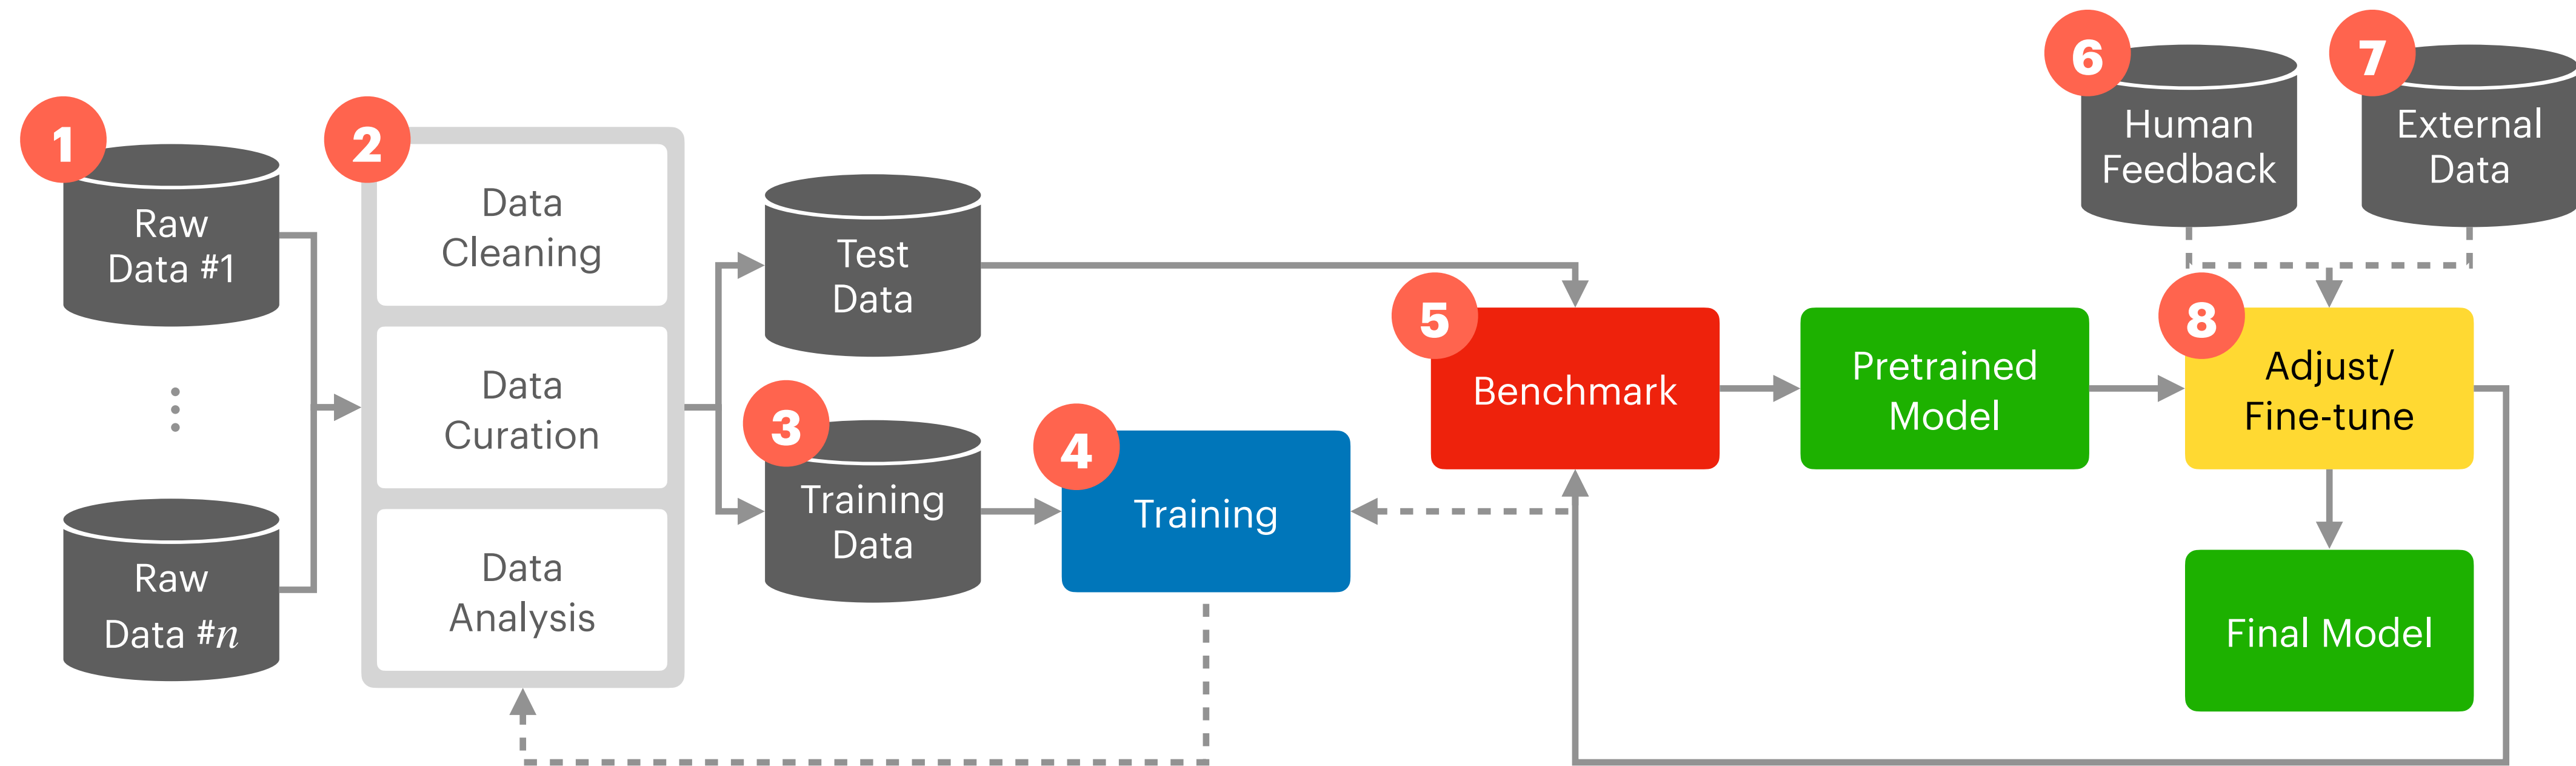 1
Raw
Data #1
Raw
Data #n
2
Data
Cleaning
Data
Curation
Data
Analysis
Test
Data
3
Training
Data
4
Training
5
Benchmark
Pretrained
Model
6
Human
Feedback
7
External
Data
8
Adjust/
Fine-tune
Final Model